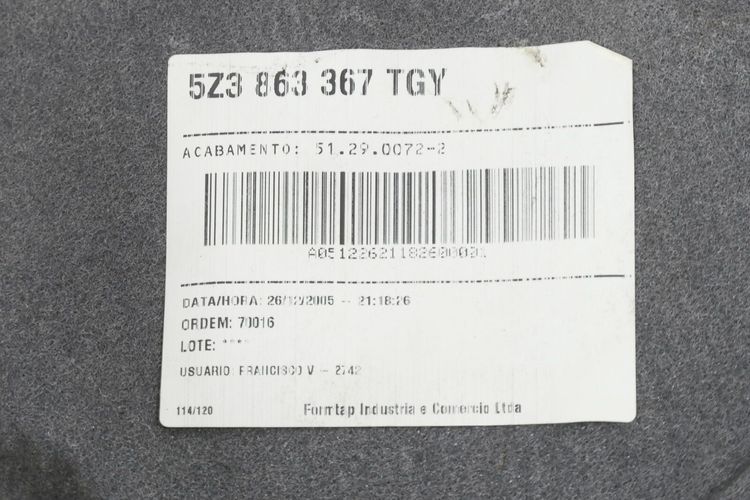 5Z3 863 367 TGY
ACABAMENTO: 51.29.0072-2
A0512262118260000
DATA/HORA: 26/12/2005 -- 21:18:26
ORDEM: 70016
LOTE: ****
USUARIO: FRANCISCO V - 2742
114/120
Formtap Industria e Comercio Ltda